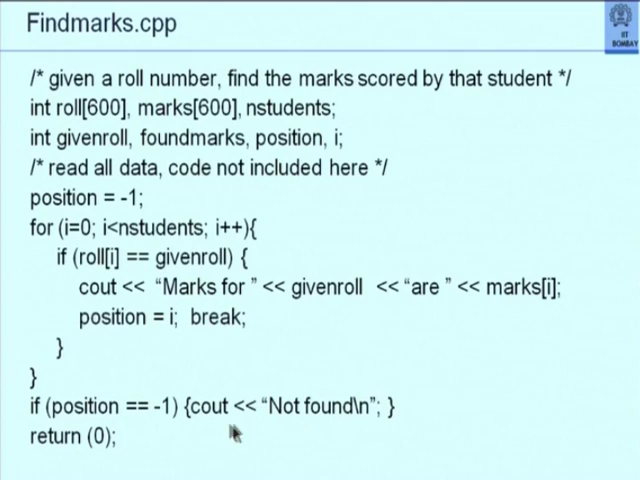 Findmarks.cpp
IIT
BOMBAY
/* given a roll number, find the marks scored by that student */
int roll[600], marks[600], nstudents;
int givenroll, foundmarks, position, i;
/* read all data, code not included here */
position = -1;
for (i=0; i<nstudents; i++){
if (roll[i] == givenroll) {
cout << “Marks for ” << givenroll << “are ” << marks[i];
position = i; break;
}
}
if (position == -1) {cout << “Not found\n”; }
return (0);